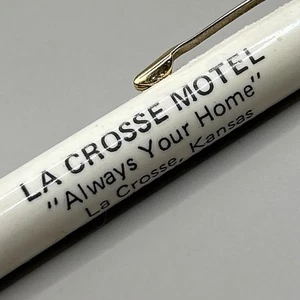 LA CROSSE MOTEL
"Always Your Home"
La Crosse, Kansas